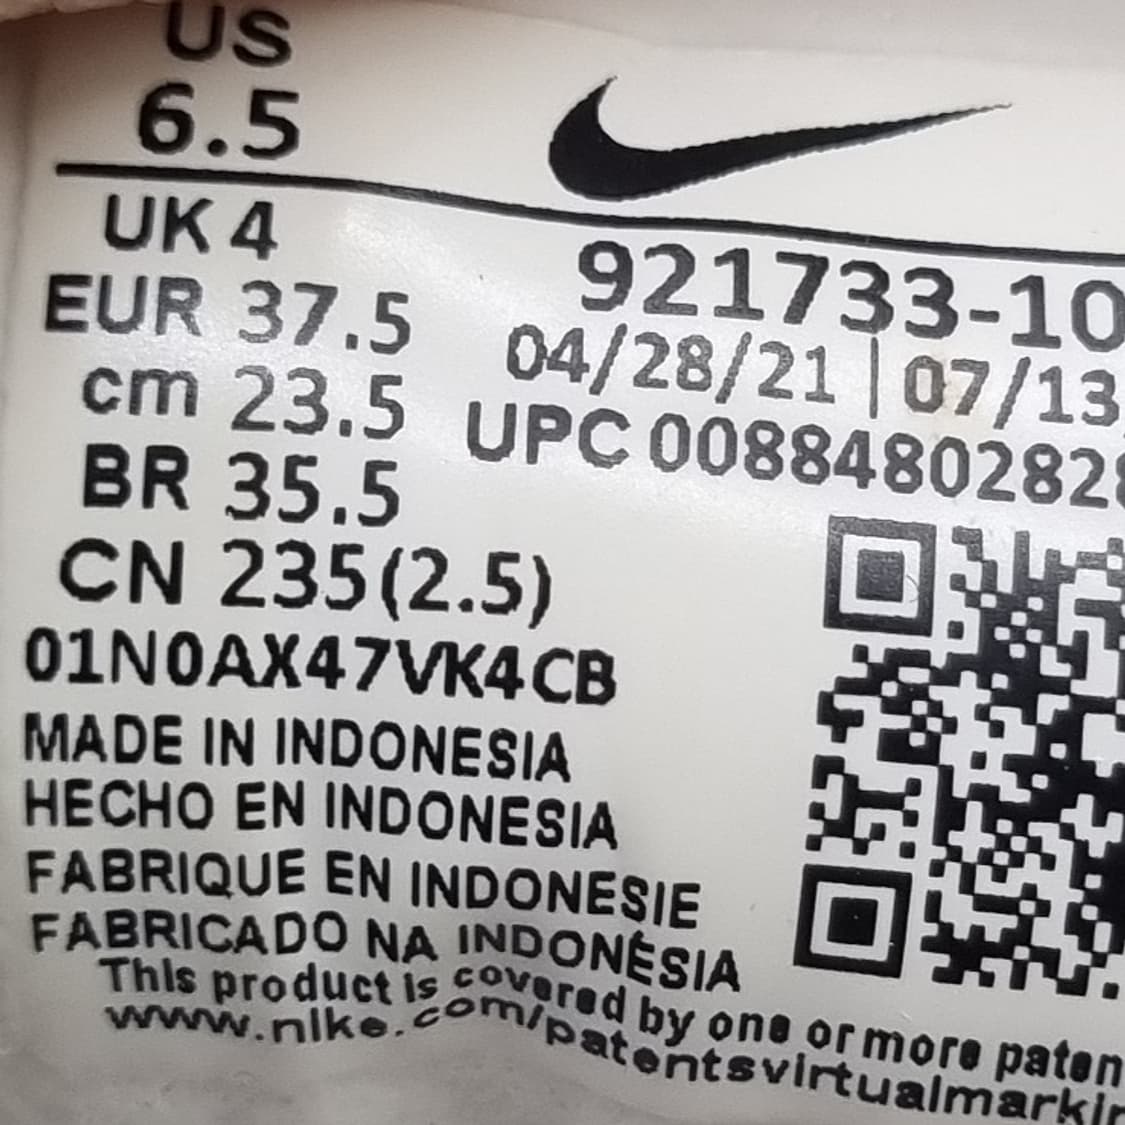 US
6.5
UK 4
EUR 37.5
cm 23.5
BR 35.5
CN 235(2.5)
921733-10
04/28/21 | 07/13
UPC 0088480282
01N0AX47VK4CB
MADE IN INDONESIA
HECHO EN INDONESIA
FABRIQUE EN INDONESIE
FABRICADO NA INDONÉSIA
This product is covered by one or more paten
www.nike.com/patentsvirtualmarkin